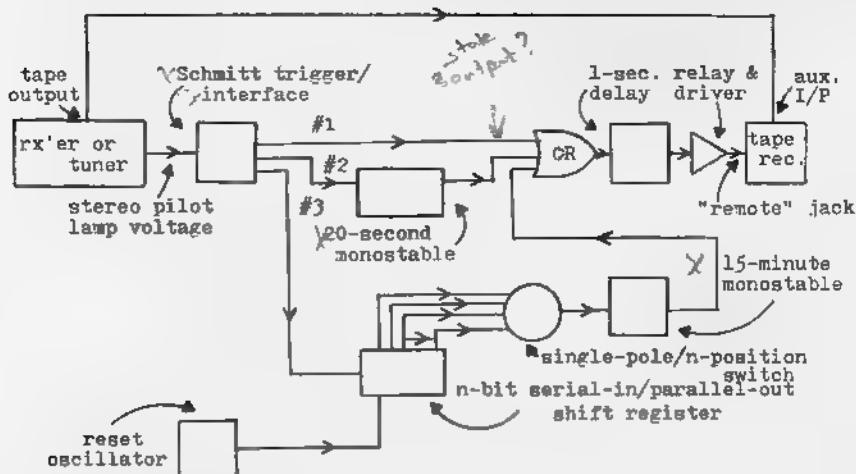 tape
output
Schmitt trigger/
interface
state
output?
1-sec.
delay
relay &
driver
aux.
I/P
rx'er or
tuner
#1
#2
#3
OR
tape
rec.
stereo pilot
lamp voltage
20-second
monostable
"remote" jack
15-minute
monostable
single-pole/n-position
switch
n-bit serial-in/parallel-out
shift register
reset
oscillator